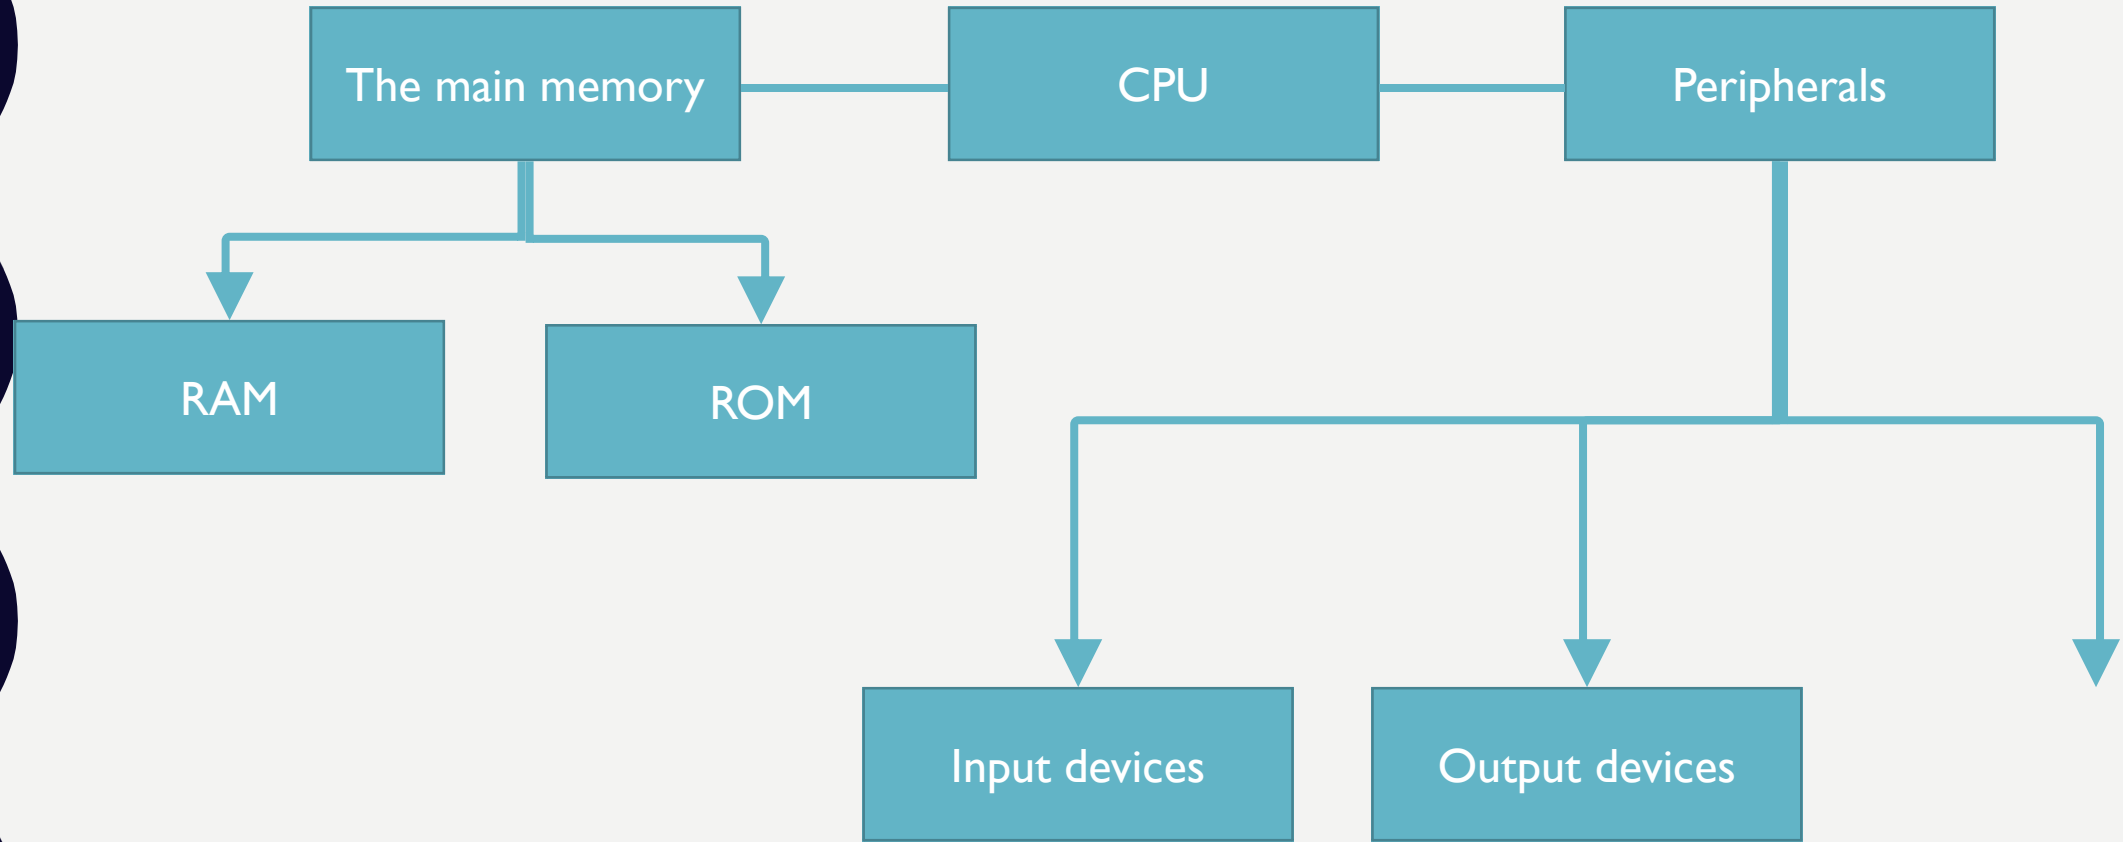 The main memory
CPU
Peripherals
RAM
ROM
Input devices
Output devices